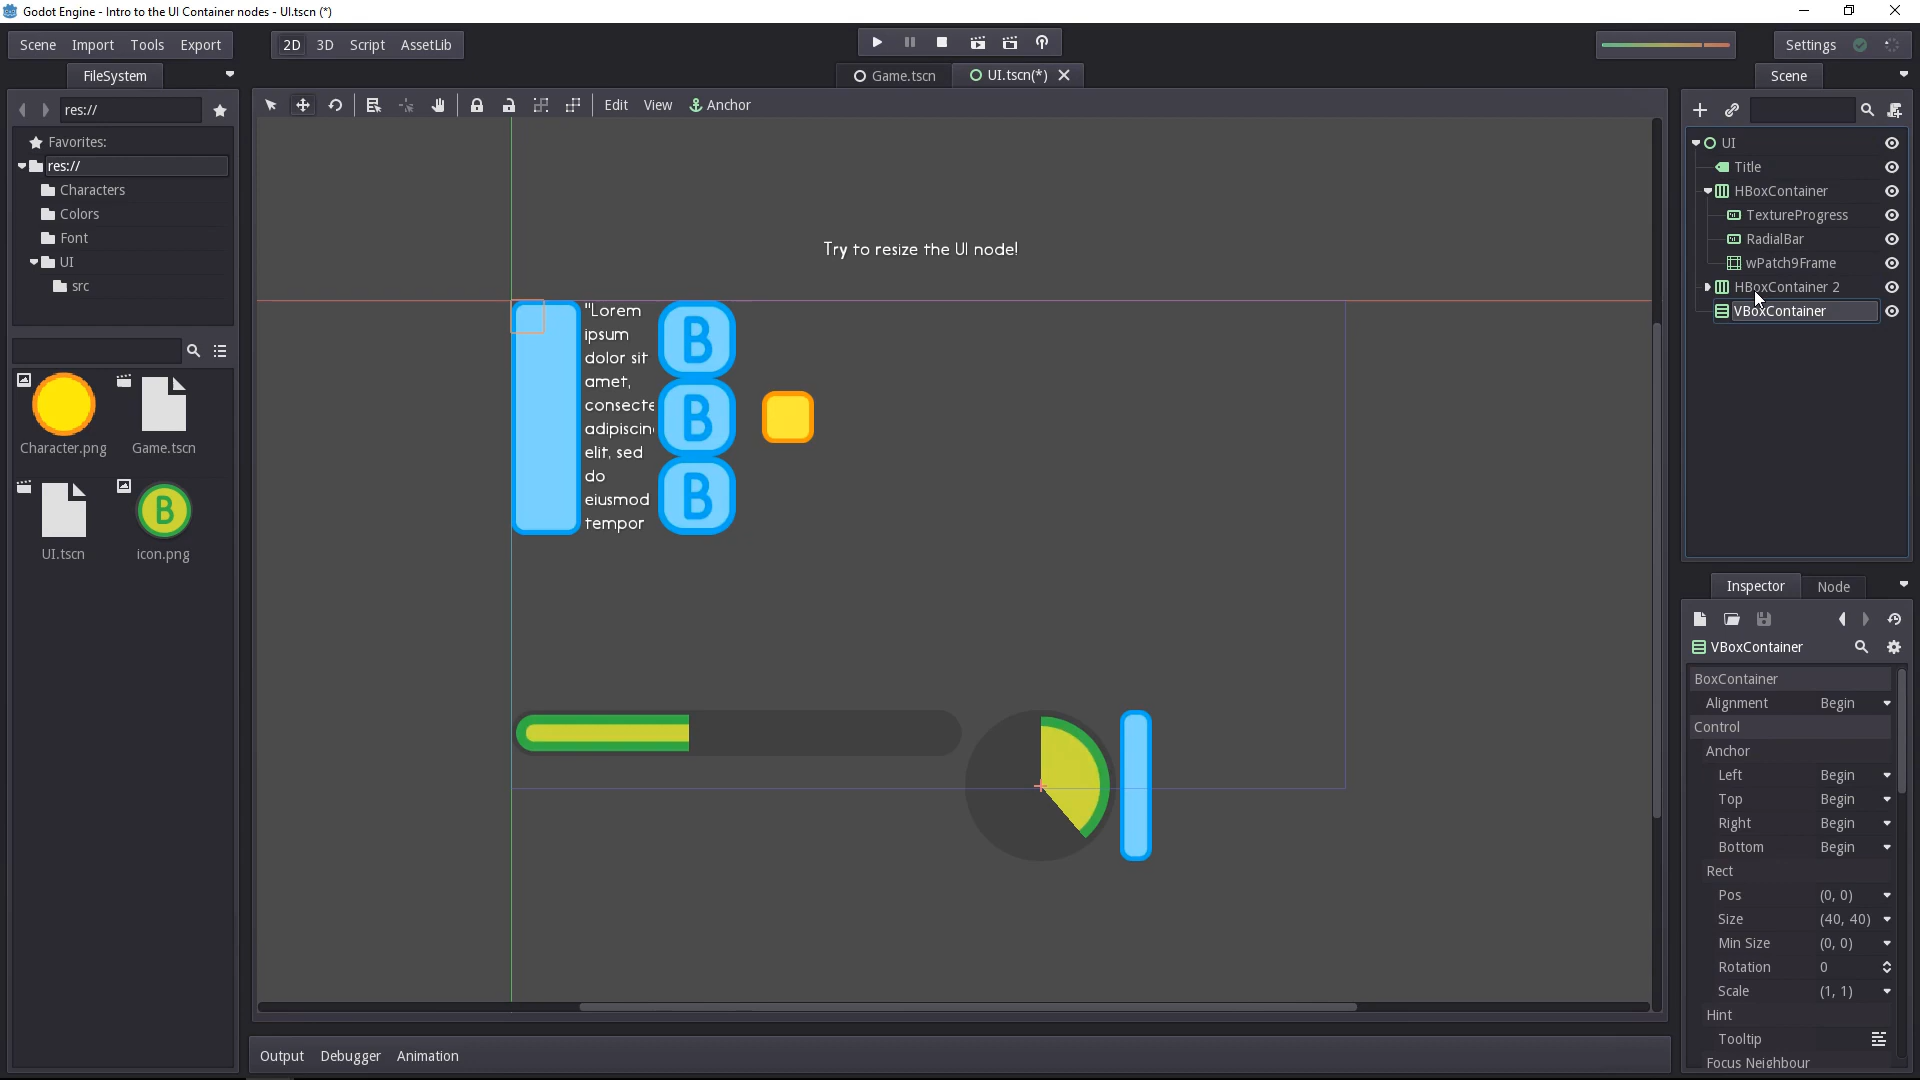 Godot Engine - Intro to the UI Container nodes - UI.tscn (*)
Scene Import Tools Export
2D 3D Script AssetLib
Settings
FileSystem
Game.tscn
UI.tscn(*)
Scene
res://
Edit View Anchor
Favorites:
res://
Characters
Colors
Font
UI
src
Character.png
Game.tscn
UI.tscn
B
icon.png
Try to resize the UI node!
"Lorem
ipsum
dolor sit
amet,
consecte
adipiscin
elit, sed
do
eiusmod
tempor
B
B
B
UI
Title
HBoxContainer
TextureProgress
RadialBar
wPatch9Frame
HBoxContainer 2
VBoxContainer
Inspector Node
VBoxContainer
BoxContainer
Alignment Begin
Control
Anchor
Left Begin
Top Begin
Right Begin
Bottom Begin
Rect
Pos (0, 0)
Size (40, 40)
Min Size (0, 0)
Rotation 0
Scale (1, 1)
Hint
Tooltip
Focus Neighbour
Output Debugger Animation